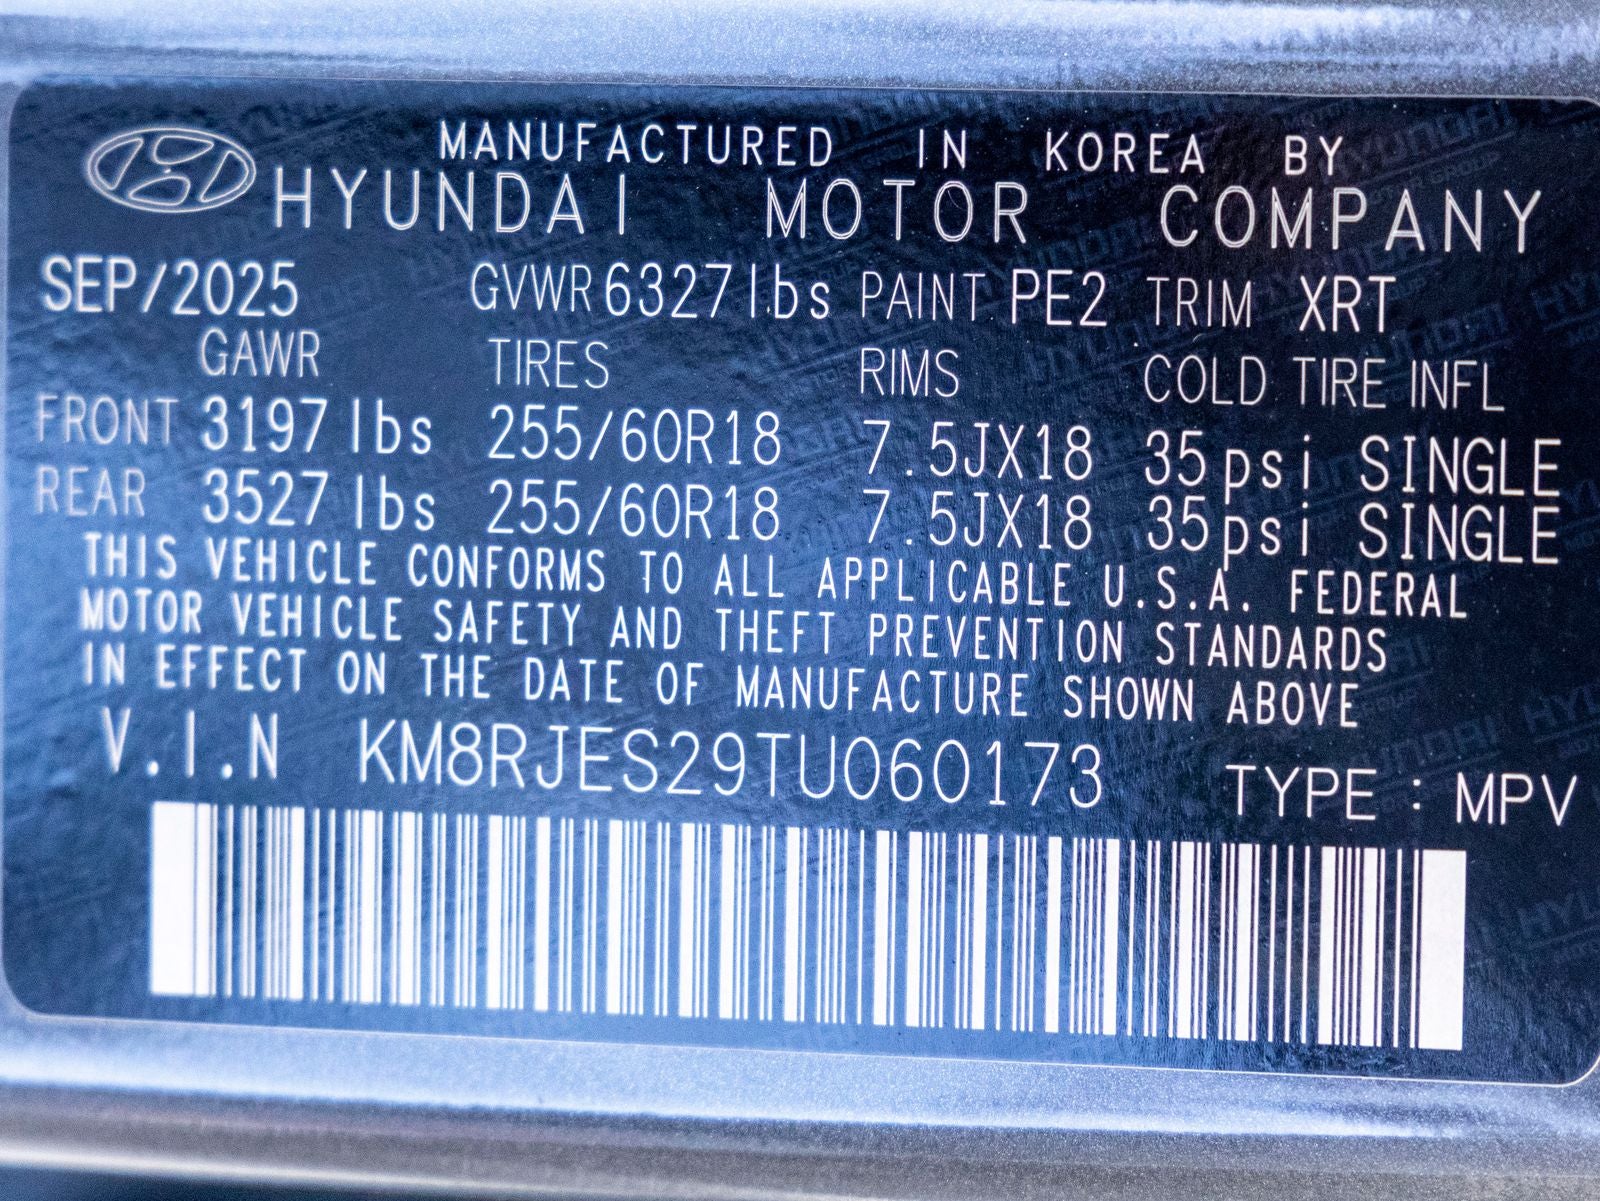 MANUFACTURED IN KOREA BY
HYUNDAI MOTOR COMPANY
SEP/2025 GVWR 6327 lbs PAINT PE2 TRIM XRT
GAWR TIRES RIMS COLD TIRE INFL
FRONT 3197 lbs 255/60R18 7.5JX18 35psi SINGLE
REAR 3527 lbs 255/60R18 7.5JX18 35psi SINGLE
THIS VEHICLE CONFORMS TO ALL APPLICABLE U.S.A. FEDERAL
MOTOR VEHICLE SAFETY AND THEFT PREVENTION STANDARDS
IN EFFECT ON THE DATE OF MANUFACTURE SHOWN ABOVE
V.I.N KM8RJES29TU060173 TYPE : MPV